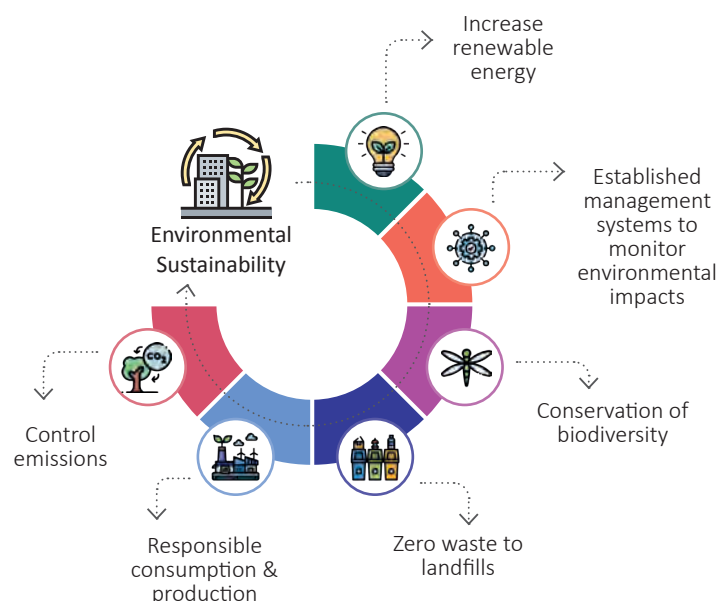 Increase
renewable
energy
Established
management
systems to
monitor
environmental
impacts
Environmental
Sustainability
CO2
Control
emissions
Conservation of
biodiversity
Responsible
consumption &
production
Zero waste to
landfills